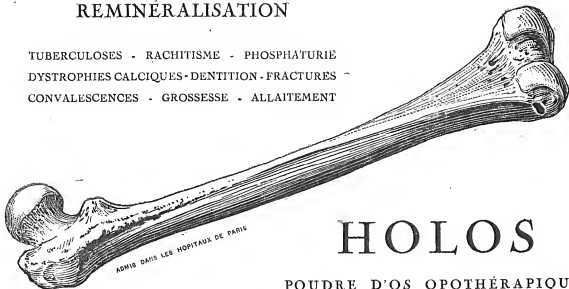 REMINÉRALISATION
TUBERCULOSES - RACHITISME - PHOSPHATURIE
DYSTROPHIES CALCIQUES - DENTITION - FRACTURES
CONVALESCENCES - GROSSESSE - ALLAITEMENT
ADMIS DANS LES HOPITAUX DE PARIS
HOLOS
POUDRE D'OS OPOTHÉRAPIQU